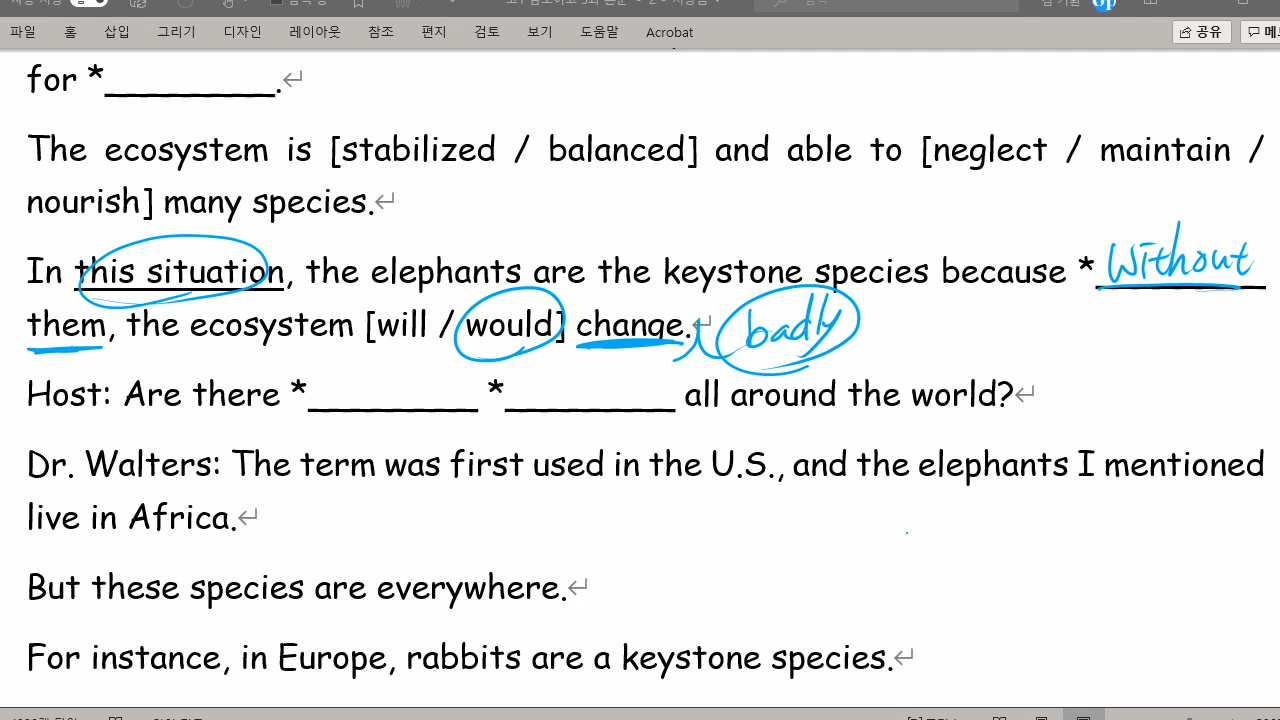 파일 홈 삽입 그리기 디자인 레이아웃 참조 편지 검토 보기 도움말 Acrobat 공유
for *________.
The ecosystem is [stabilized / balanced] and able to [neglect / maintain /
nourish] many species.
In this situation, the elephants are the keystone species because * Without
them, the ecosystem [will / would] change. badly
Host: Are there *________ *________ all around the world?
Dr. Walters: The term was first used in the U.S., and the elephants I mentioned
live in Africa.
But these species are everywhere.
For instance, in Europe, rabbits are a keystone species.